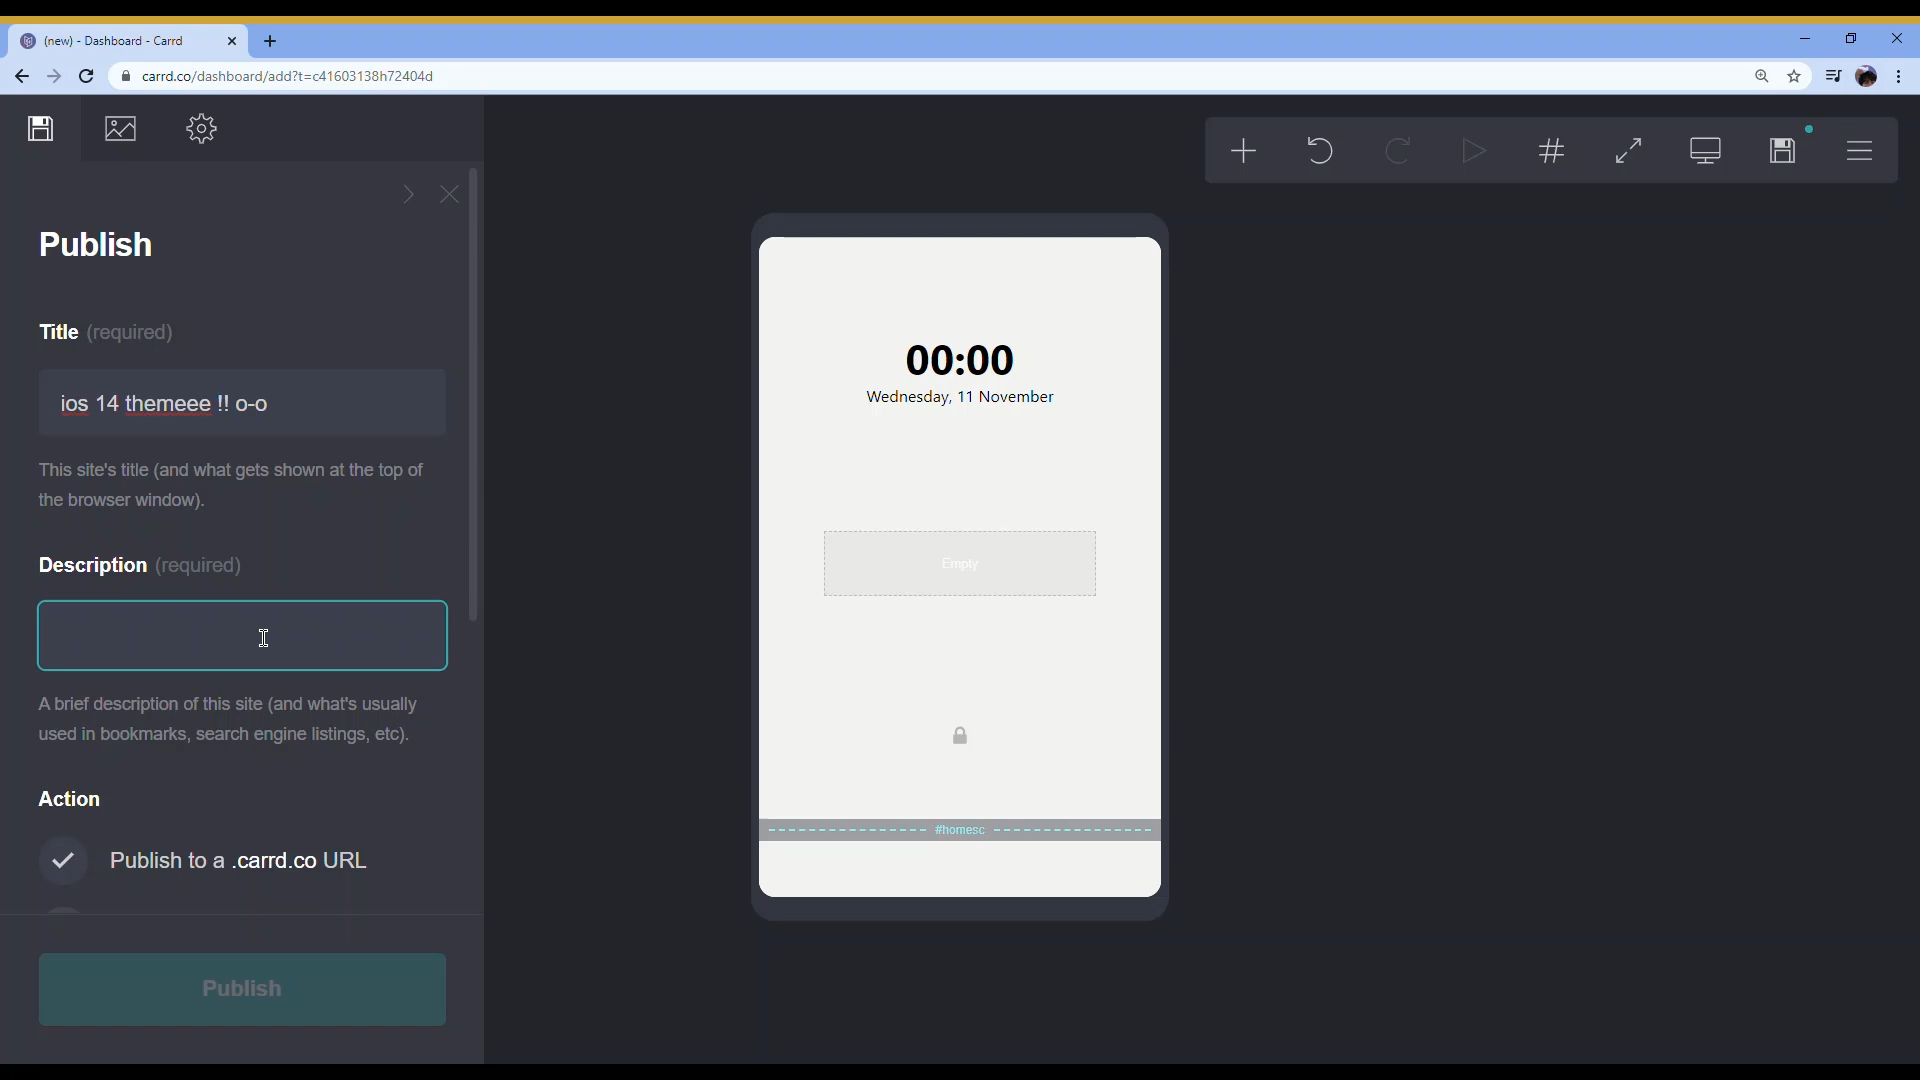 (new) - Dashboard - Carrd
carrd.co/dashboard/add?t=c41603138h72404d
Publish
Title (required)
ios 14 themeee !! o-o
This site's title (and what gets shown at the top of
the browser window).
Description (required)
A brief description of this site (and what's usually
used in bookmarks, search engine listings, etc).
Action
Publish to a .carrd.co URL
Publish
00:00
Wednesday, 11 November
Empty
#homesc